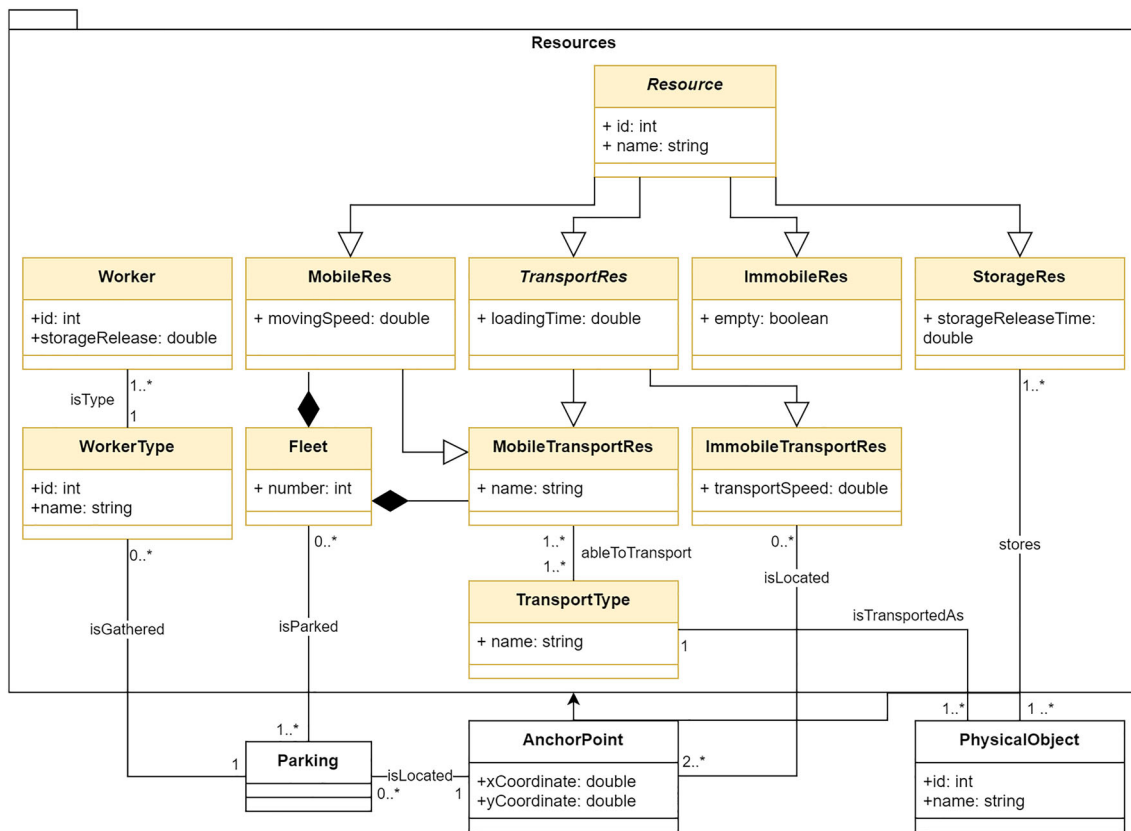 Resources
Resource
+ id: int
+ name: string
Worker
+id: int
+storageRelease: double
MobileRes
+ movingSpeed: double
TransportRes
+ loadingTime: double
ImmobileRes
+ empty: boolean
StorageRes
+ storageReleaseTime:
double
1..*
isType
1
1..*
WorkerType
+id: int
+name: string
Fleet
+ number: int
MobileTransportRes
+ name: string
ImmobileTransportRes
+ transportSpeed: double
0..*
0..*
1..*
ableToTransport
1..*
0..*
isLocated
stores
TransportType
+ name: string
isGathered
isParked
isTransportedAs
1
1..*
1..*
1 ..*
1
Parking
isLocated
0..*
1
AnchorPoint
+xCoordinate: double
+yCoordinate: double
2..*
PhysicalObject
+id: int
+name: string